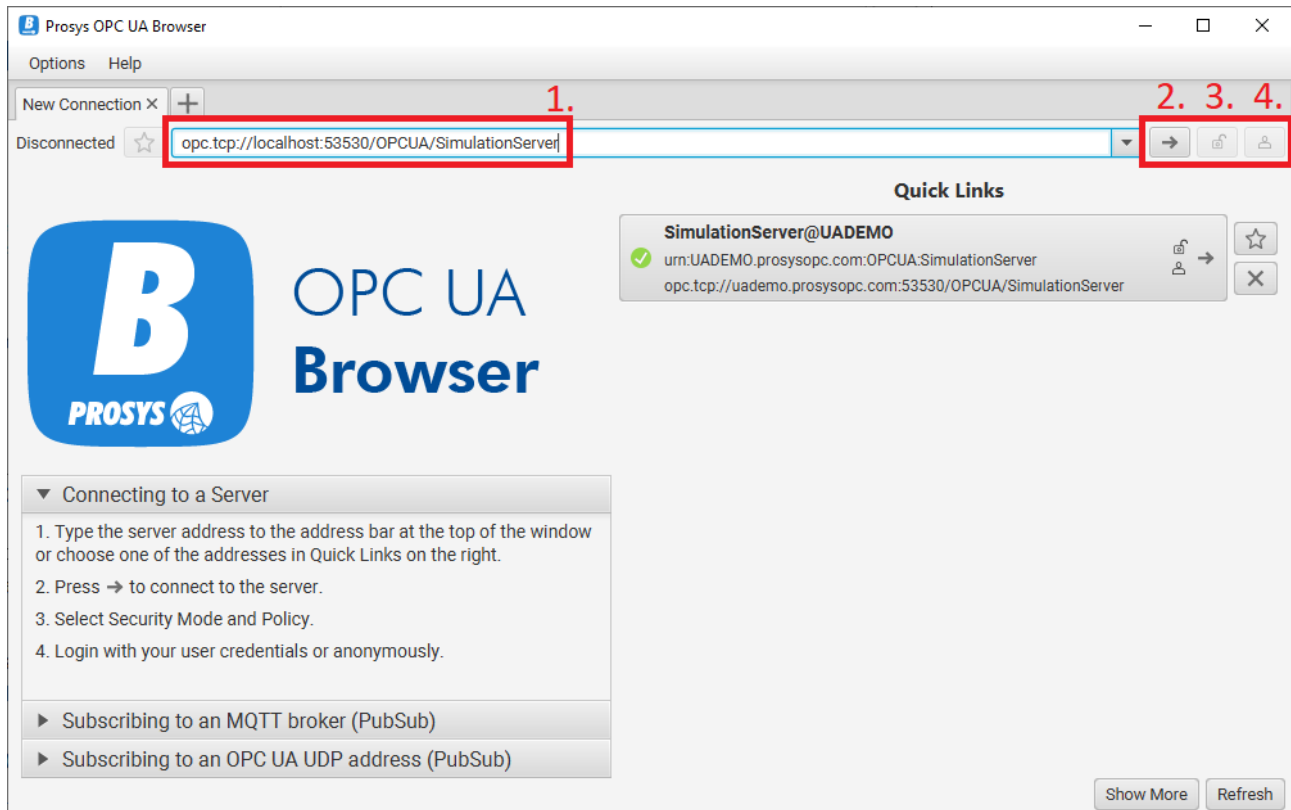 Prosys OPC UA Browser
Options Help
New Connection
1.
2. 3. 4.
Disconnected opc.tcp://localhost:53530/OPCUA/SimulationServer
Quick Links
SimulationServer@UADEMO
urn:UADEMO.prosysopc.com:OPCUA:SimulationServer
opc.tcp://uademo.prosysopc.com:53530/OPCUA/SimulationServer
B
PROSYS
OPC UA
Browser
Connecting to a Server
1. Type the server address to the address bar at the top of the window
or choose one of the addresses in Quick Links on the right.
2. Press → to connect to the server.
3. Select Security Mode and Policy.
4. Login with your user credentials or anonymously.
Subscribing to an MQTT broker (PubSub)
Subscribing to an OPC UA UDP address (PubSub)
Show More Refresh